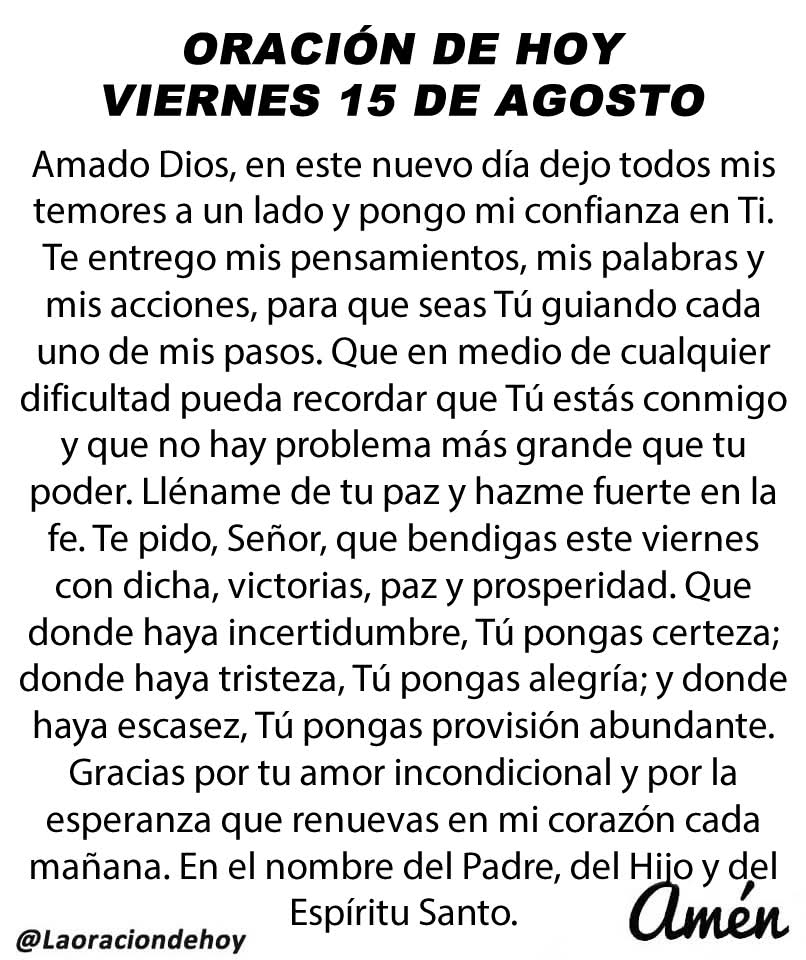 ORACIÓN DE HOY
VIERNES 15 DE AGOSTO
Amado Dios, en este nuevo día dejo todos mis
temores a un lado y pongo mi confianza en Ti.
Te entrego mis pensamientos, mis palabras y
mis acciones, para que seas Tú guiando cada
uno de mis pasos. Que en medio de cualquier
dificultad pueda recordar que Tú estás conmigo
y que no hay problema más grande que tu
poder. Lléname de tu paz y hazme fuerte en la
fe. Te pido, Señor, que bendigas este viernes
con dicha, victorias, paz y prosperidad. Que
donde haya incertidumbre, Tú pongas certeza;
donde haya tristeza, Tú pongas alegría; y donde
haya escasez, Tú pongas provisión abundante.
Gracias por tu amor incondicional y por la
esperanza que renuevas en mi corazón cada
mañana. En el nombre del Padre, del Hijo y del
Espíritu Santo.
Amén
@Laoraciondehoy